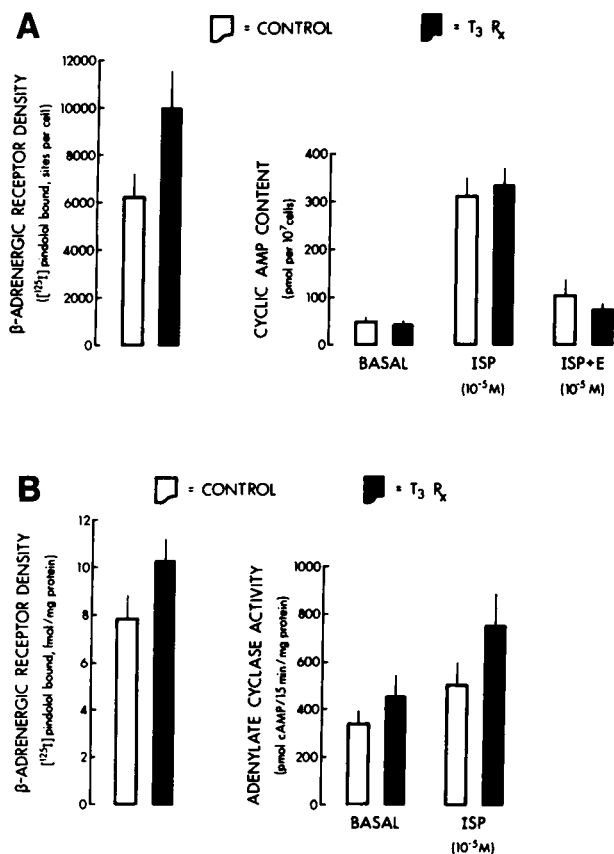 A
= CONTROL
= T₃ Rₓ
β-ADRENERGIC RECEPTOR DENSITY
([¹²⁵I] pindolol bound, sites per cell)
12000
10000
8000
6000
4000
2000
0
CYCLIC AMP CONTENT
(pmol per 10⁷ cells)
400
300
200
100
0
BASAL
ISP
(10⁻⁵M)
ISP+E
(10⁻⁵M)
B
= CONTROL
= T₃ Rₓ
β-ADRENERGIC RECEPTOR DENSITY
[¹²⁵I] pindolol bound, fmol/mg protein)
12
10
8
6
4
2
0
ADENYLATE CYCLASE ACTIVITY
(pmol cAMP/15 min/mg protein)
1000
800
600
400
200
0
BASAL
ISP
(10⁻⁵M)